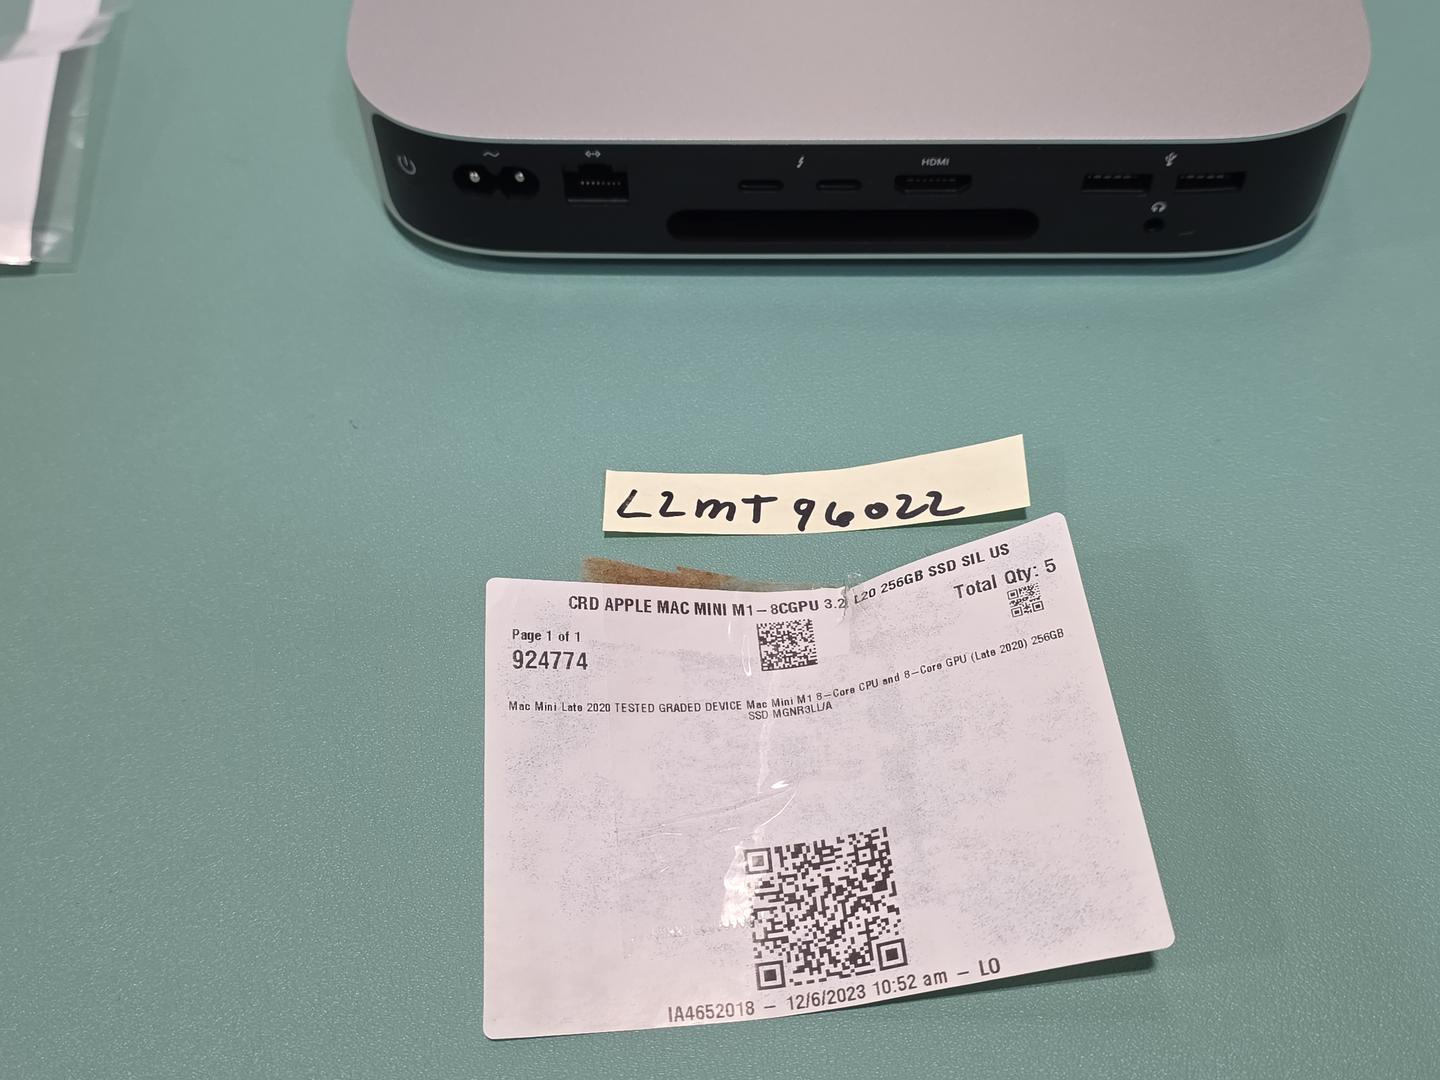 HDMI
L2mT96022
CRD APPLE MAC MINI M1-8CGPU 3.2 L20 256GB SSD SIL US
Total Qty: 5
Page 1 of 1
924774
Mac Mini Late 2020 TESTED GRADED DEVICE Mac Mini M1 8-Core CPU and 8-Core GPU (Late 2020) 256GB
SSD MGNR3LL/A
IA4652018 - 12/6/2023 10:52 am - LO